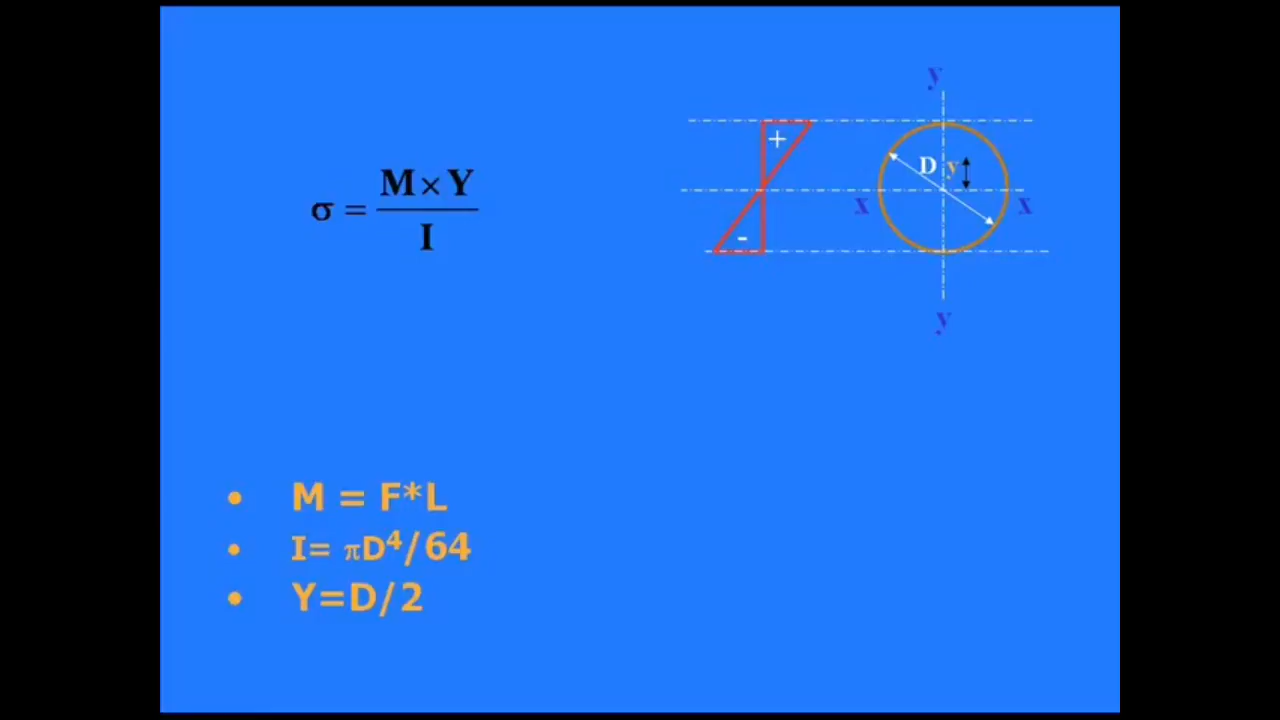 y
+
D y
σ = M × Y / I
x x
-
y
• M = F*L
• I= πD⁴/64
• Y=D/2